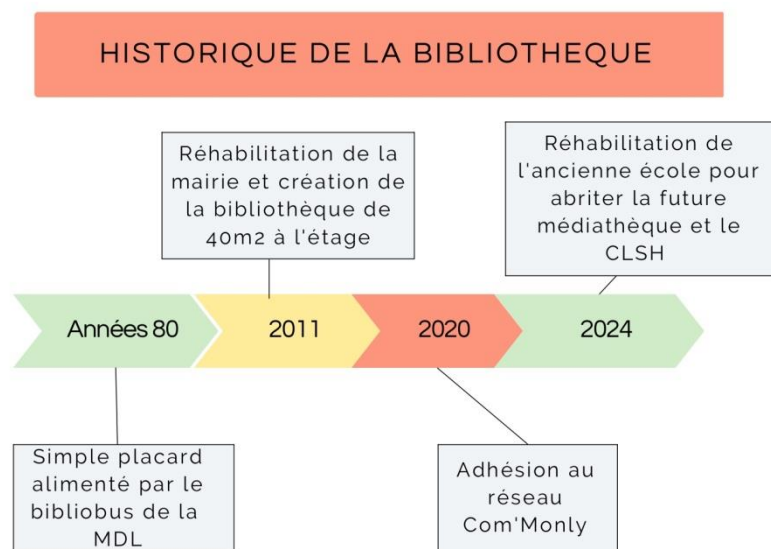 HISTORIQUE DE LA BIBLIOTHEQUE
Réhabilitation de la
mairie et création de
la bibliothèque de
40m2 à l'étage
Réhabilitation de
l'ancienne école pour
abriter la future
médiathèque et le
CLSH
Années 80
2011
2020
2024
Simple placard
alimenté par le
bibliobus de la
MDL
Adhésion au
réseau
Com'Monly